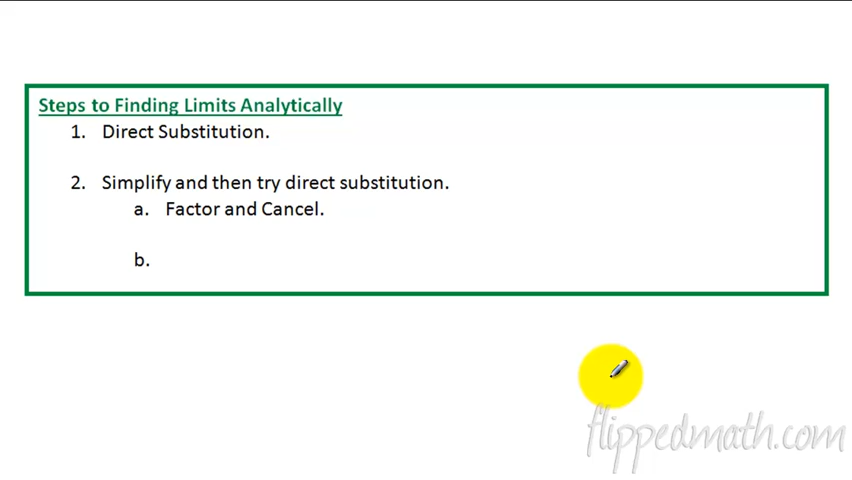 Steps to Finding Limits Analytically
1. Direct Substitution.
2. Simplify and then try direct substitution.
a. Factor and Cancel.
b.
flippedmath.com